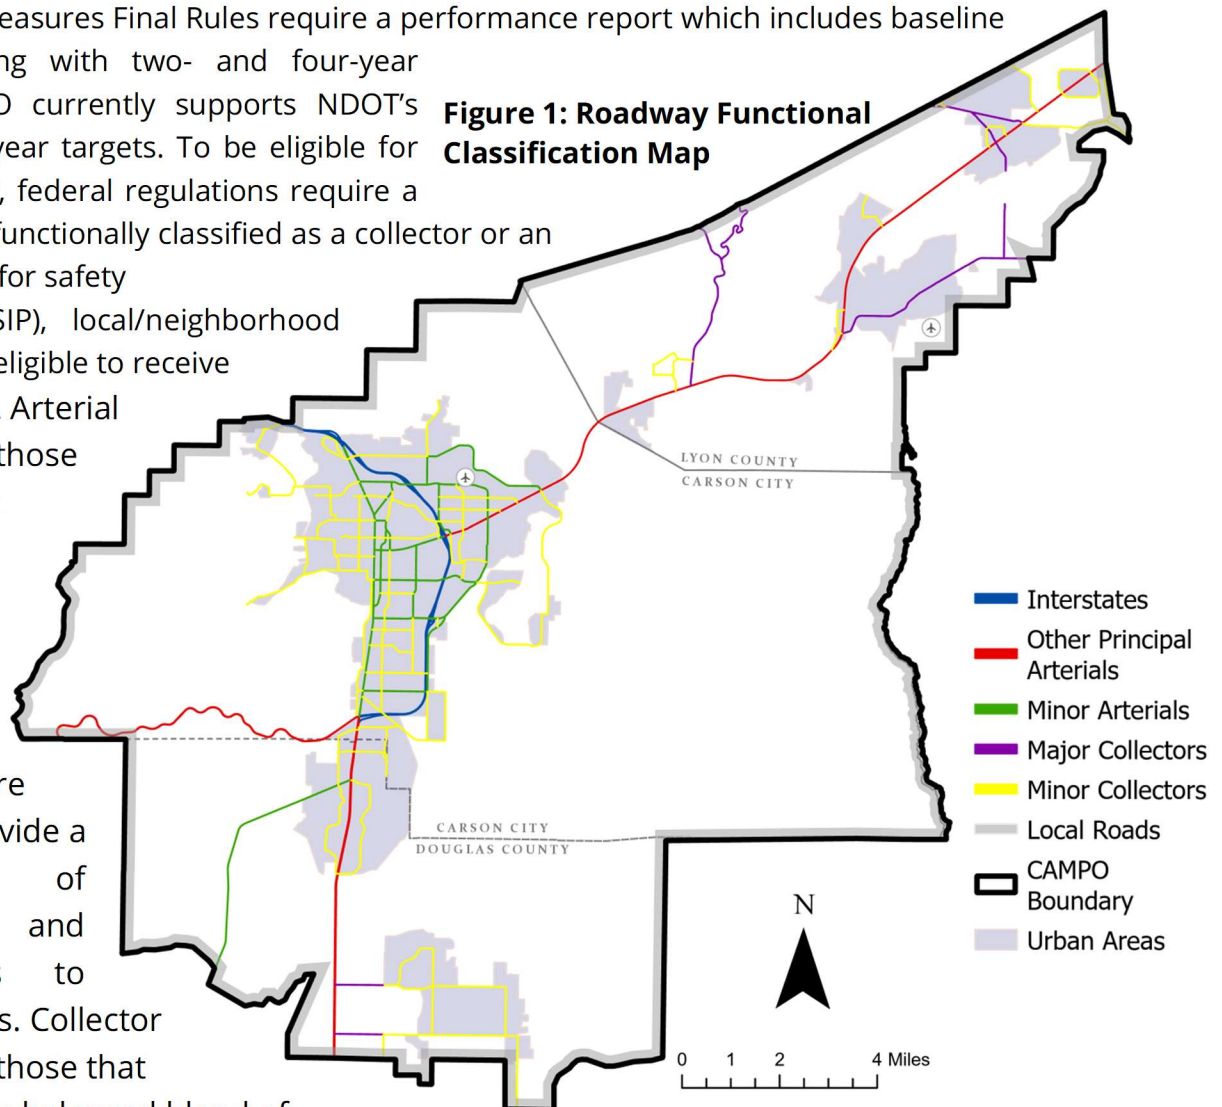 easures Final Rules require a performance report which includes baseline
ng with two- and four-year
O currently supports NDOT's
year targets. To be eligible for
, federal regulations require a
functionally classified as a collector or an
for safety
SIP), local/neighborhood
eligible to receive
. Arterial
those
Figure 1: Roadway Functional
Classification Map
LYON COUNTY
CARSON CITY
Interstates
Other Principal
Arterials
Minor Arterials
Major Collectors
Minor Collectors
Local Roads
CAMPO
Boundary
Urban Areas
CARSON CITY
DOUGLAS COUNTY
re
vide a
of
and
s to
s. Collector
those that
N
0 1 2 4 Miles